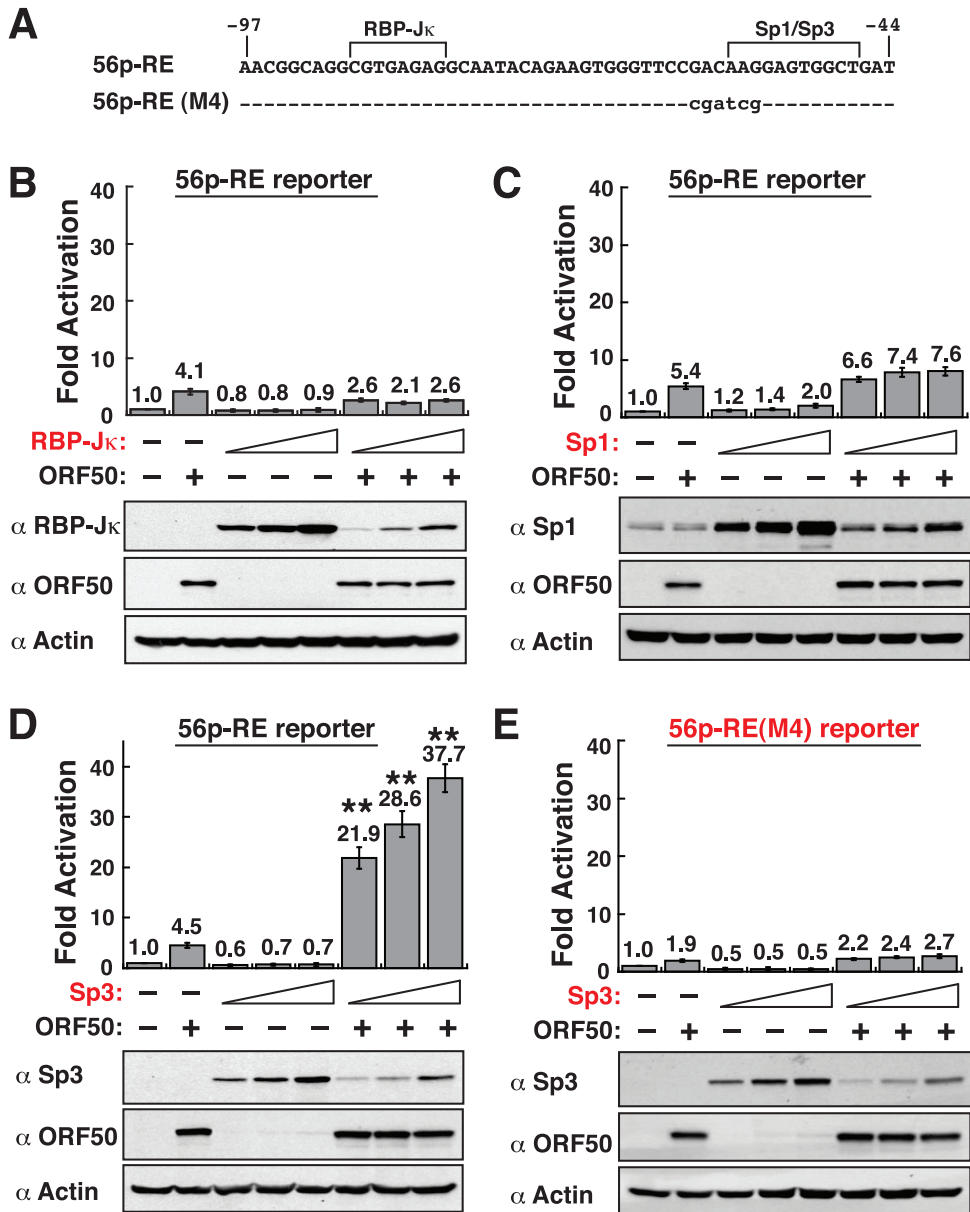 A
−97
RBP-Jκ
Sp1/Sp3
−44
56p-RE
AACGGCAGGCGTGAGAGGCAATACAGAAGTGGGTTCCGACAAGGAGTGGCTGAT
56p-RE (M4)
-------------------------------------cgatcg-----------
B
56p-RE reporter
Fold Activation
40
30
20
10
0
1.0 4.1 0.8 0.8 0.9 2.6 2.1 2.6
RBP-Jκ: − −
ORF50: − + − − − + + +
α RBP-Jκ
α ORF50
α Actin
C
56p-RE reporter
Fold Activation
40
30
20
10
0
1.0 5.4 1.2 1.4 2.0 6.6 7.4 7.6
Sp1: − −
ORF50: − + − − − + + +
α Sp1
α ORF50
α Actin
D
56p-RE reporter
Fold Activation
40
30
20
10
0
** ** **
1.0 4.5 0.6 0.7 0.7 21.9 28.6 37.7
Sp3: − −
ORF50: − + − − − + + +
α Sp3
α ORF50
α Actin
E
56p-RE(M4) reporter
Fold Activation
40
30
20
10
0
1.0 1.9 0.5 0.5 0.5 2.2 2.4 2.7
Sp3: − −
ORF50: − + − − − + + +
α Sp3
α ORF50
α Actin